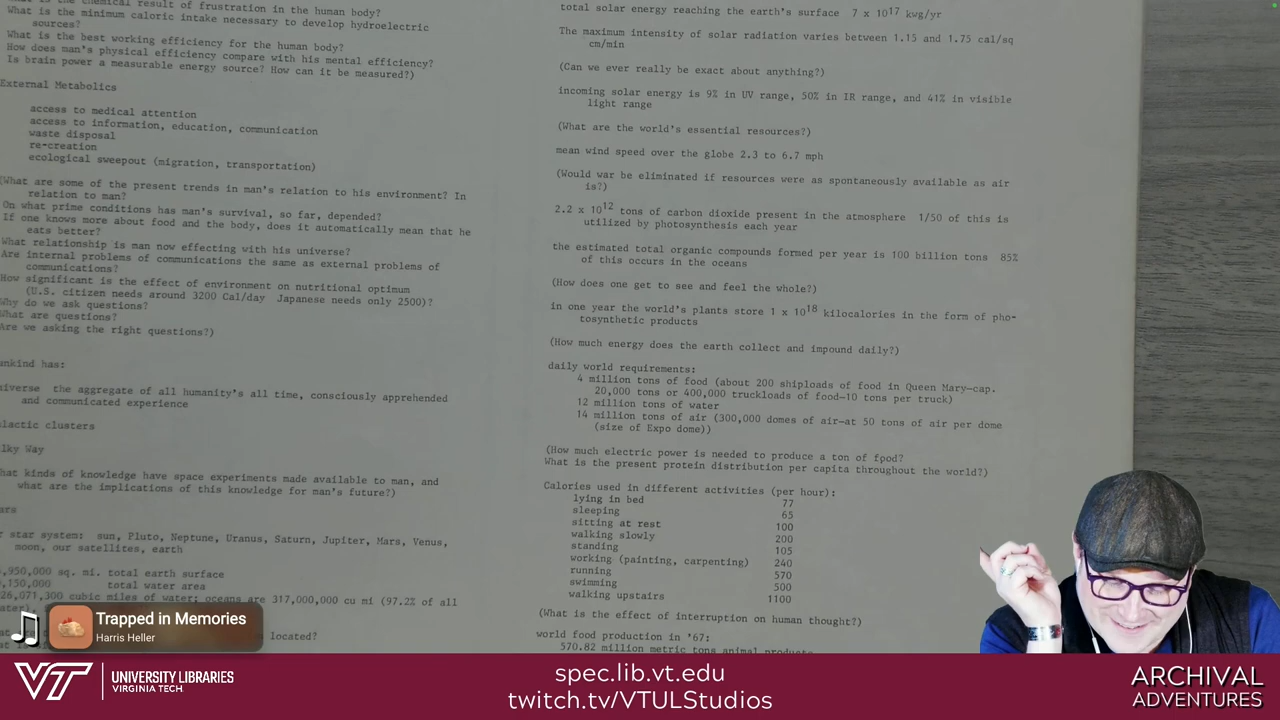 is the chemical result of frustration in the human body?
What is the minimum caloric intake necessary to develop hydroelectric
sources?
What is the best working efficiency for the human body?
How does man's physical efficiency compare with his mental efficiency?
Is brain power a measurable energy source? How can it be measured?)
External Metabolics
access to medical attention
access to information, education, communication
waste disposal
re-creation
ecological sweepout (migration, transportation)
(What are some of the present trends in man's relation to his environment? In
relation to man?
On what prime conditions has man's survival, so far, depended?
If one knows more about food and the body, does it automatically mean that he
eats better?
What relationship is man now effecting with his universe?
Are internal problems of communications the same as external problems of
communications?
How significant is the effect of environment on nutritional optimum
(U.S. citizen needs around 3200 Cal/day Japanese needs only 2500)?
Why do we ask questions?
What are questions?
Are we asking the right questions?)
ankind has:
iverse the aggregate of all humanity's all time, consciously apprehended
and communicated experience
alactic clusters
lky Way
hat kinds of knowledge have space experiments made available to man, and
what are the implications of this knowledge for man's future?)
ars
r star system: sun, Pluto, Neptune, Uranus, Saturn, Jupiter, Mars, Venus,
moon, our satellites, earth
,950,000 sq. mi. total earth surface
,150,000 total water area
26,071,300 cubic miles of water; oceans are 317,000,000 cu mi (97.2% of all
located?
total solar energy reaching the earth's surface 7 x 10¹⁷ kwg/yr
The maximum intensity of solar radiation varies between 1.15 and 1.75 cal/sq
cm/min
(Can we ever really be exact about anything?)
incoming solar energy is 9% in UV range, 50% in IR range, and 41% in visible
light range
(What are the world's essential resources?)
mean wind speed over the globe 2.3 to 6.7 mph
(Would war be eliminated if resources were as spontaneously available as air
is?)
2.2 x 10¹² tons of carbon dioxide present in the atmosphere 1/50 of this is
utilized by photosynthesis each year
the estimated total organic compounds formed per year is 100 billion tons 85%
of this occurs in the oceans
(How does one get to see and feel the whole?)
in one year the world's plants store 1 x 10¹⁸ kilocalories in the form of pho-
tosynthetic products
(How much energy does the earth collect and impound daily?)
daily world requirements:
4 million tons of food (about 200 shiploads of food in Queen Mary—cap.
20,000 tons or 400,000 truckloads of food—10 tons per truck)
12 million tons of water
14 million tons of air (300,000 domes of air—at 50 tons of air per dome
(size of Expo dome))
(How much electric power is needed to produce a ton of food?
What is the present protein distribution per capita throughout the world?)
Calories used in different activities (per hour):
lying in bed 77
sleeping 65
sitting at rest 100
walking slowly 200
standing 105
working (painting, carpenting) 240
running 570
swimming 500
walking upstairs 1100
(What is the effect of interruption on human thought?)
world food production in '67:
570.82 million metric tons animal products
Trapped in Memories
Harris Heller
VT UNIVERSITY LIBRARIES
VIRGINIA TECH.
spec.lib.vt.edu
twitch.tv/VTULStudios
ARCHIVAL
ADVENTURES